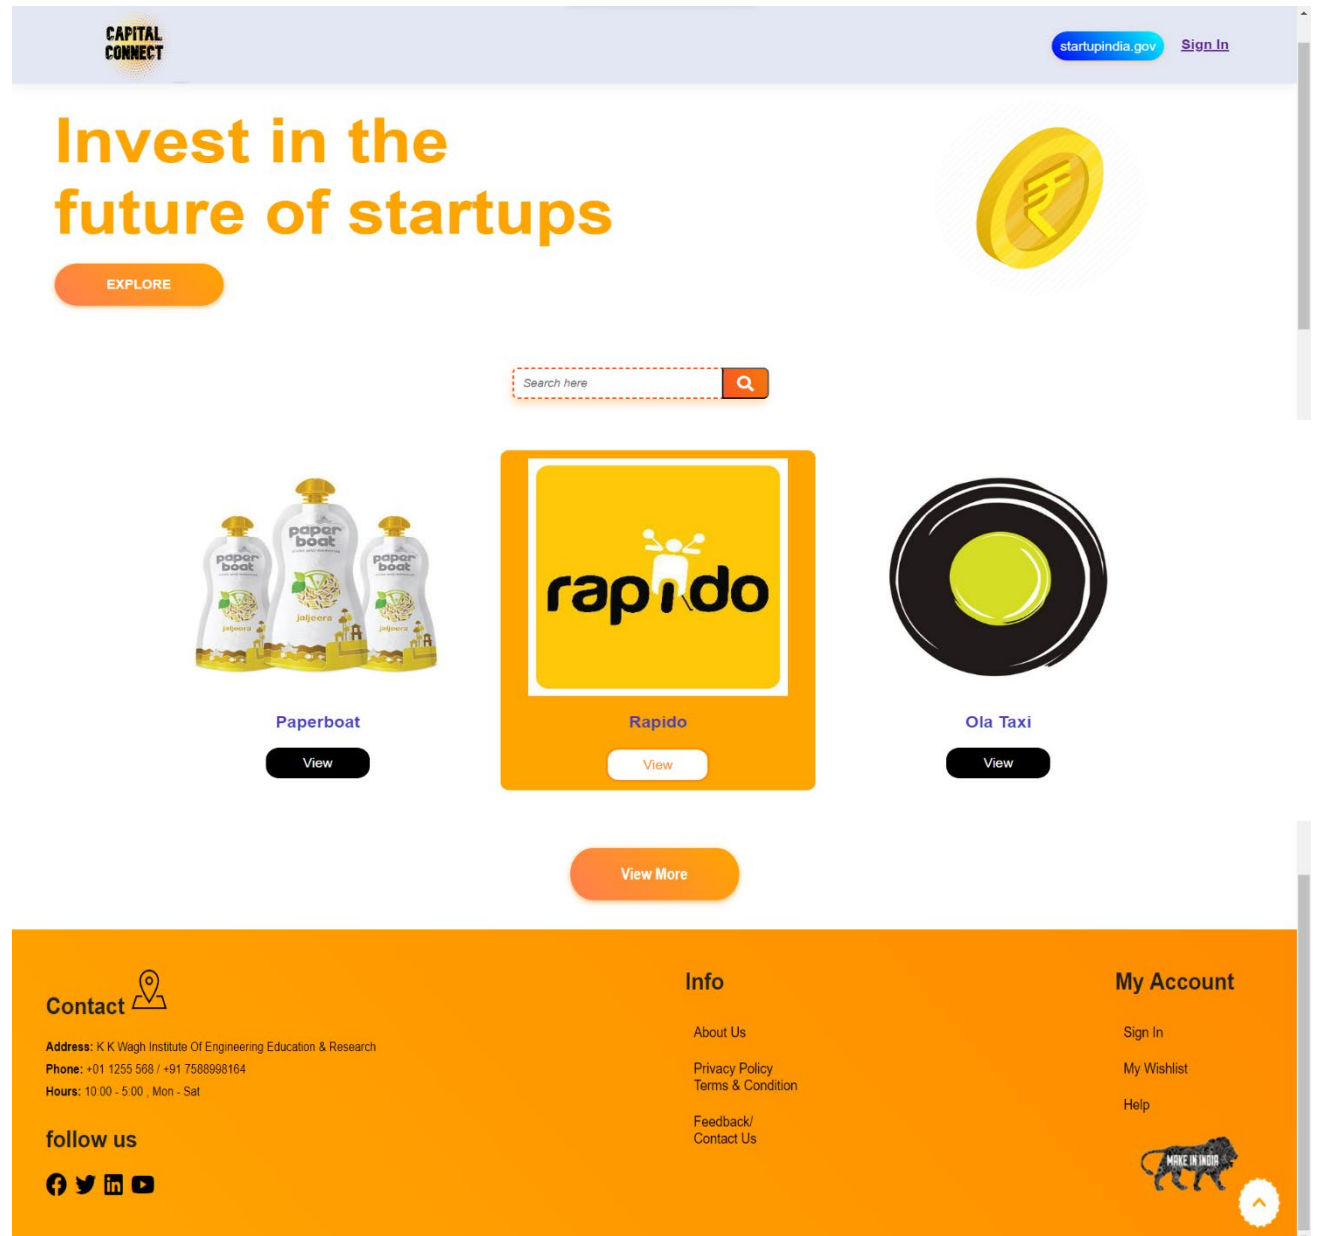 CAPITAL
CONNECT
startupindia.gov
Sign In
Invest in the
future of startups
EXPLORE
Search here
paper
boat
jaljeera
paper
boat
jaljeera
paper
boat
jaljeera
rapido
Paperboat
Rapido
Ola Taxi
View
View
View
View More
Contact
Address: K K Wagh Institute Of Engineering Education & Research
Phone: +01 1255 568 / +91 7588998164
Hours: 10:00 - 5:00 , Mon - Sat
follow us
Info
About Us
Privacy Policy
Terms & Condition
Feedback/
Contact Us
My Account
Sign In
My Wishlist
Help
MAKE IN INDIA